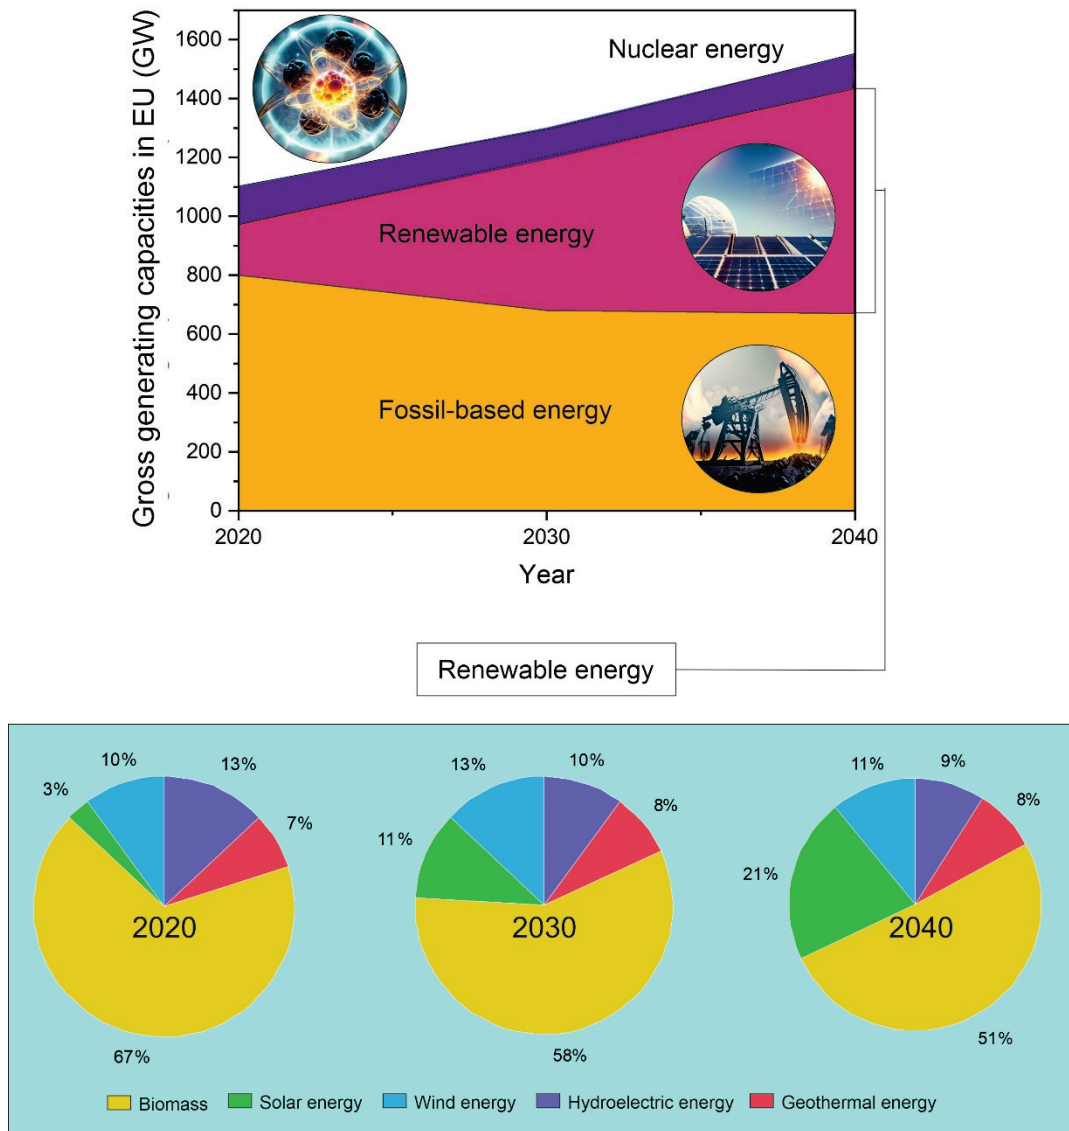 Gross generating capacities in EU (GW)
1600
1400
1200
1000
800
600
400
200
0
Nuclear energy
Renewable energy
Fossil-based energy
2020
2030
2040
Year
Renewable energy
3%
10%
13%
7%
67%
2020
11%
13%
10%
8%
58%
2030
21%
11%
9%
8%
51%
2040
Biomass
Solar energy
Wind energy
Hydroelectric energy
Geothermal energy